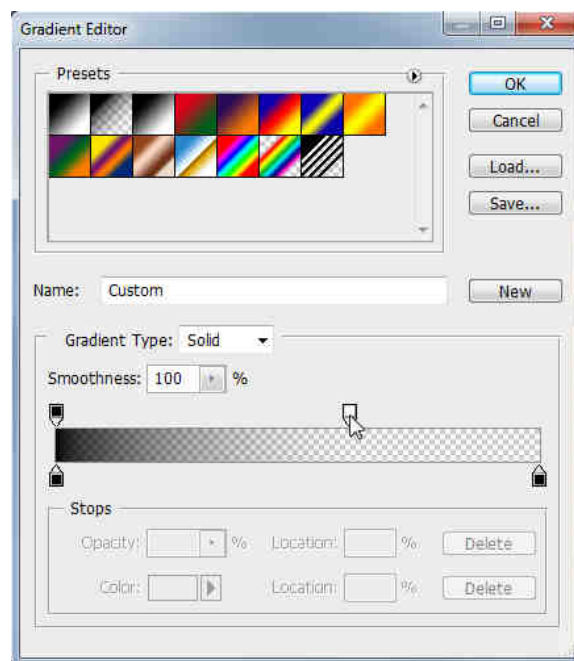 Gradient Editor
Presets
OK
Cancel
Load...
Save...
Name: Custom
New
Gradient Type: Solid
Smoothness: 100 %
Stops
Opacity: % Location: % Delete
Color: Location: % Delete